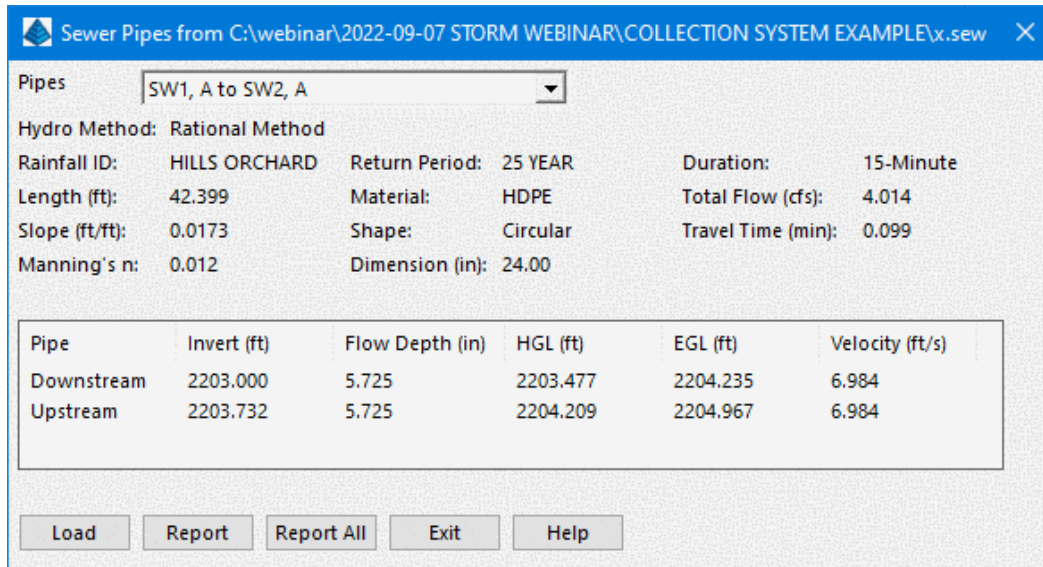 Sewer Pipes from C:\webinar\2022-09-07 STORM WEBINAR\COLLECTION SYSTEM EXAMPLE\x.sew
Pipes SW1, A to SW2, A
Hydro Method: Rational Method
Rainfall ID: HILLS ORCHARD Return Period: 25 YEAR Duration: 15-Minute
Length (ft): 42.399 Material: HDPE Total Flow (cfs): 4.014
Slope (ft/ft): 0.0173 Shape: Circular Travel Time (min): 0.099
Manning's n: 0.012 Dimension (in): 24.00
Pipe Invert (ft) Flow Depth (in) HGL (ft) EGL (ft) Velocity (ft/s)
Downstream 2203.000 5.725 2203.477 2204.235 6.984
Upstream 2203.732 5.725 2204.209 2204.967 6.984
Load Report Report All Exit Help